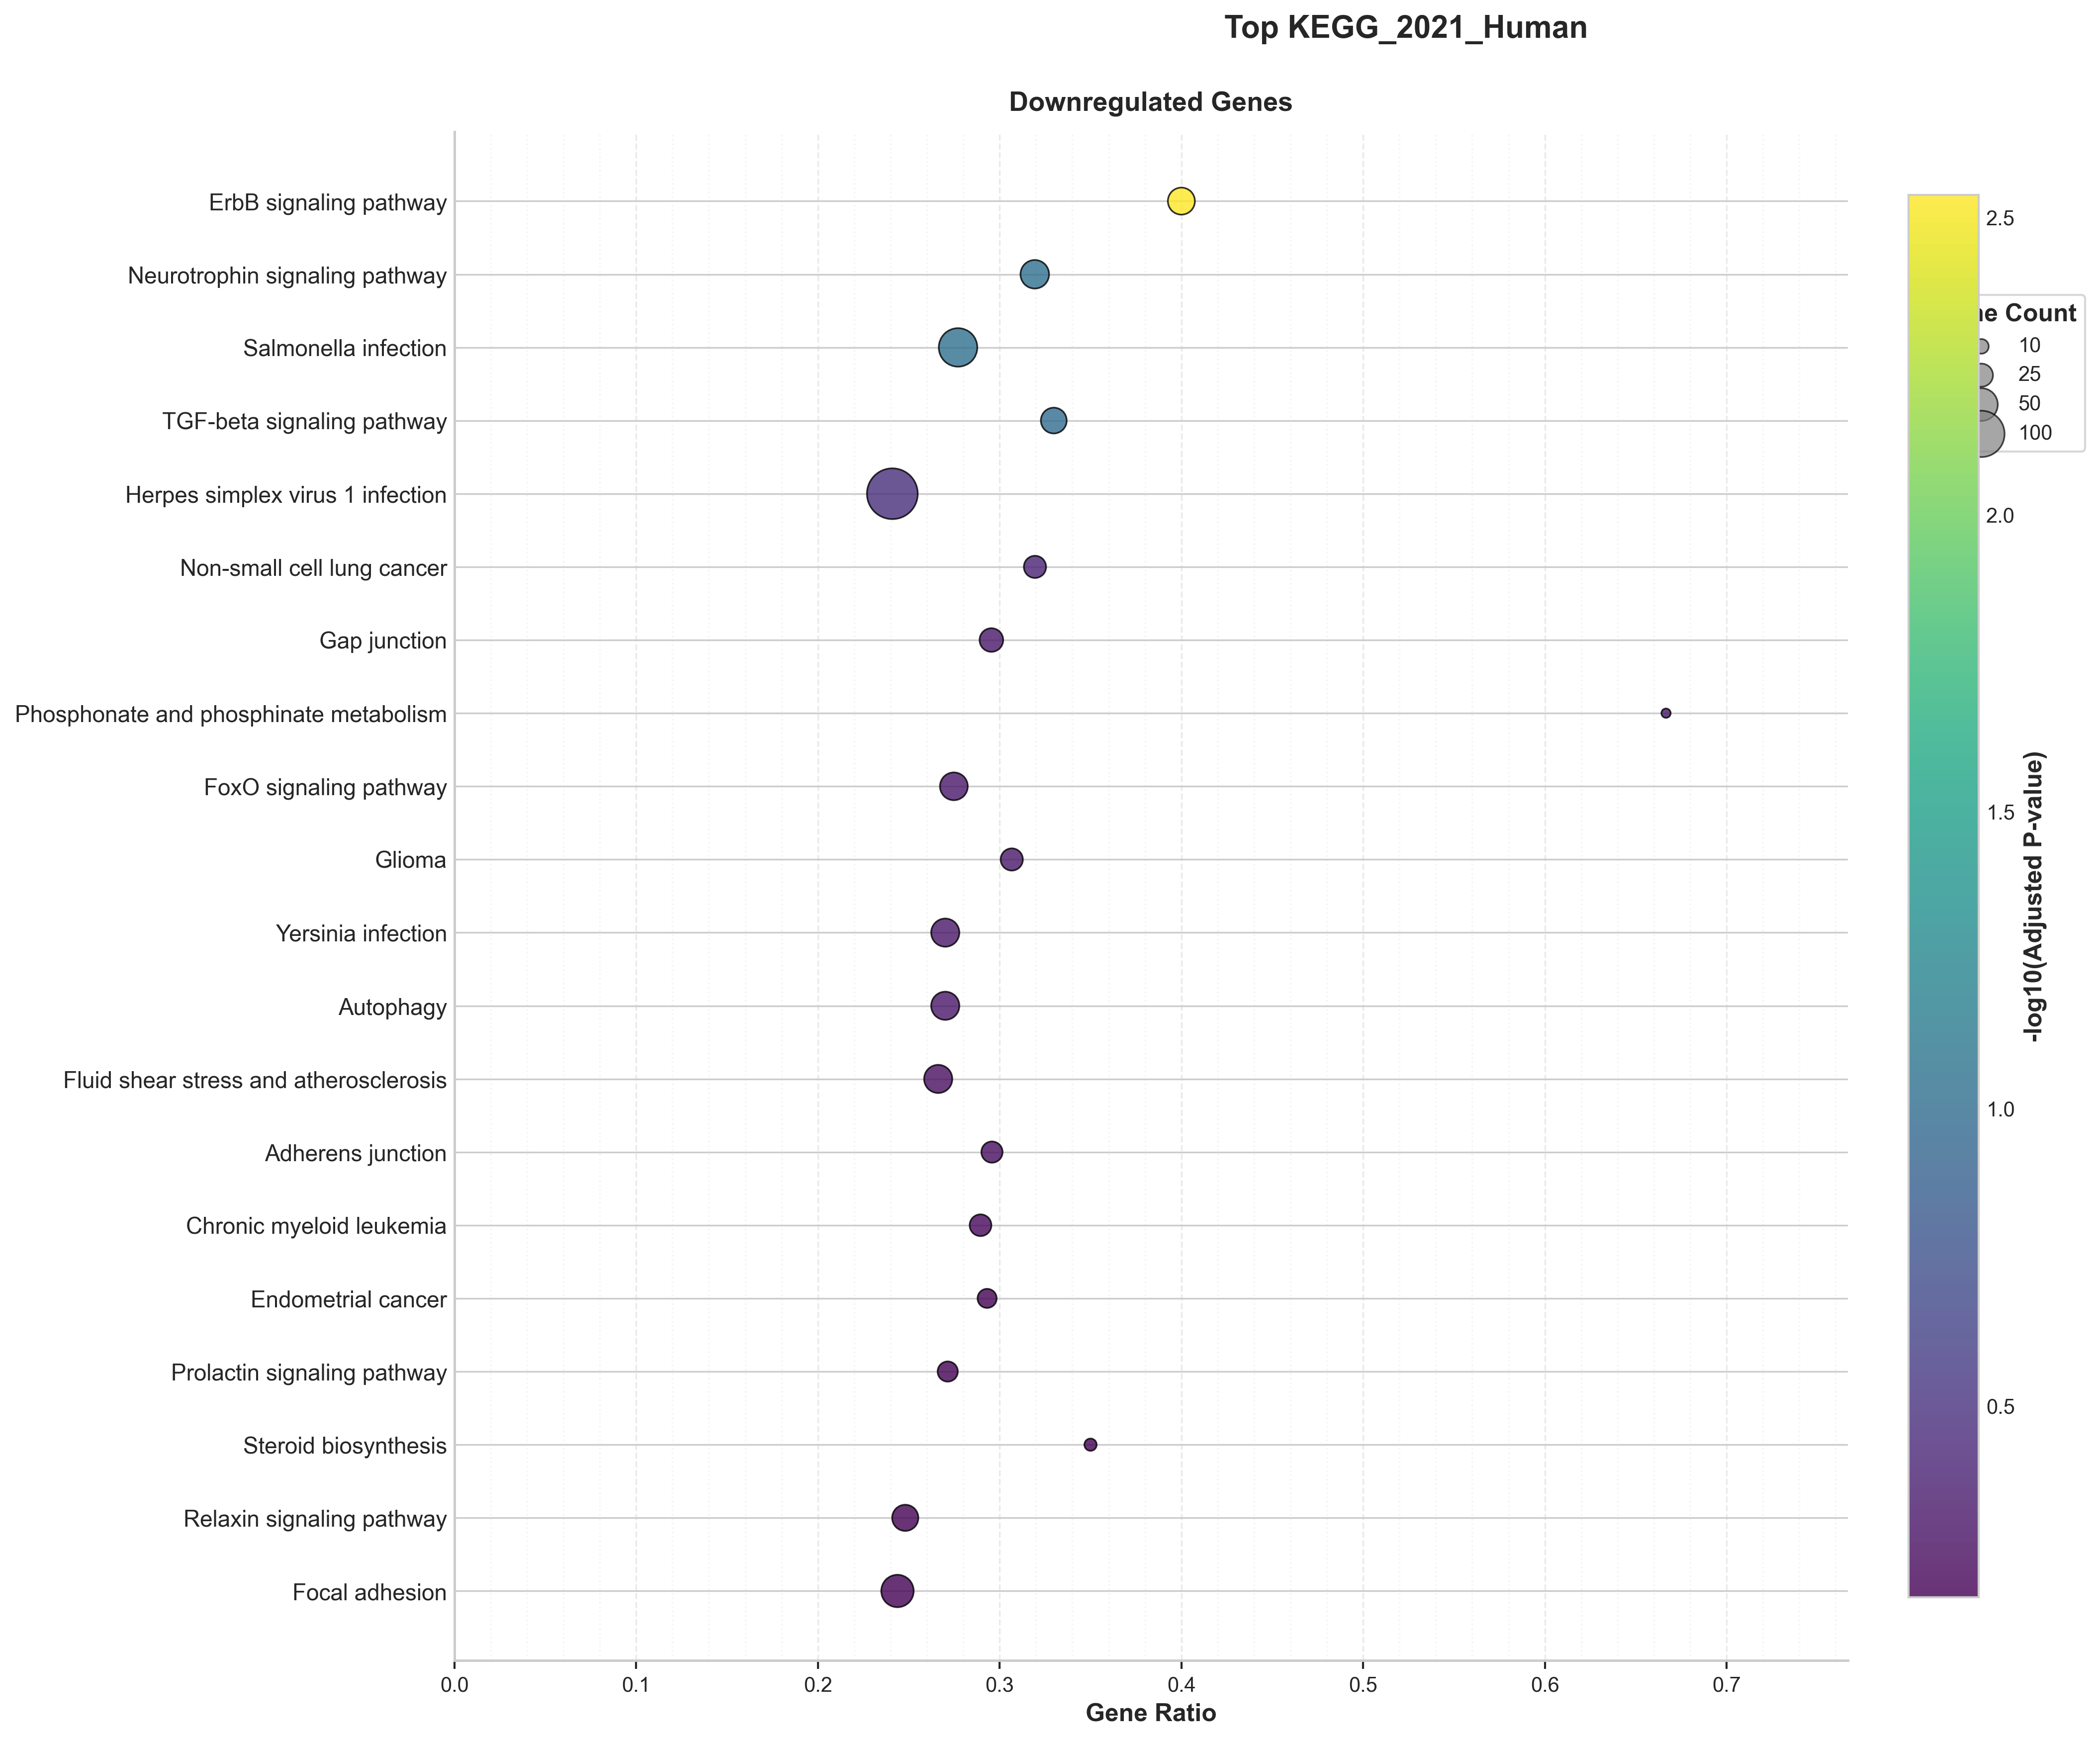 Top KEGG_2021_Human
Downregulated Genes
ErbB signaling pathway
Neurotrophin signaling pathway
Salmonella infection
TGF-beta signaling pathway
Herpes simplex virus 1 infection
Non-small cell lung cancer
Gap junction
Phosphonate and phosphinate metabolism
FoxO signaling pathway
Glioma
Yersinia infection
Autophagy
Fluid shear stress and atherosclerosis
Adherens junction
Chronic myeloid leukemia
Endometrial cancer
Prolactin signaling pathway
Steroid biosynthesis
Relaxin signaling pathway
Focal adhesion
0.0 0.1 0.2 0.3 0.4 0.5 0.6 0.7
Gene Ratio
2.5
2.0
1.5
1.0
0.5
-log10(Adjusted P-value)
Count
10
25
50
100